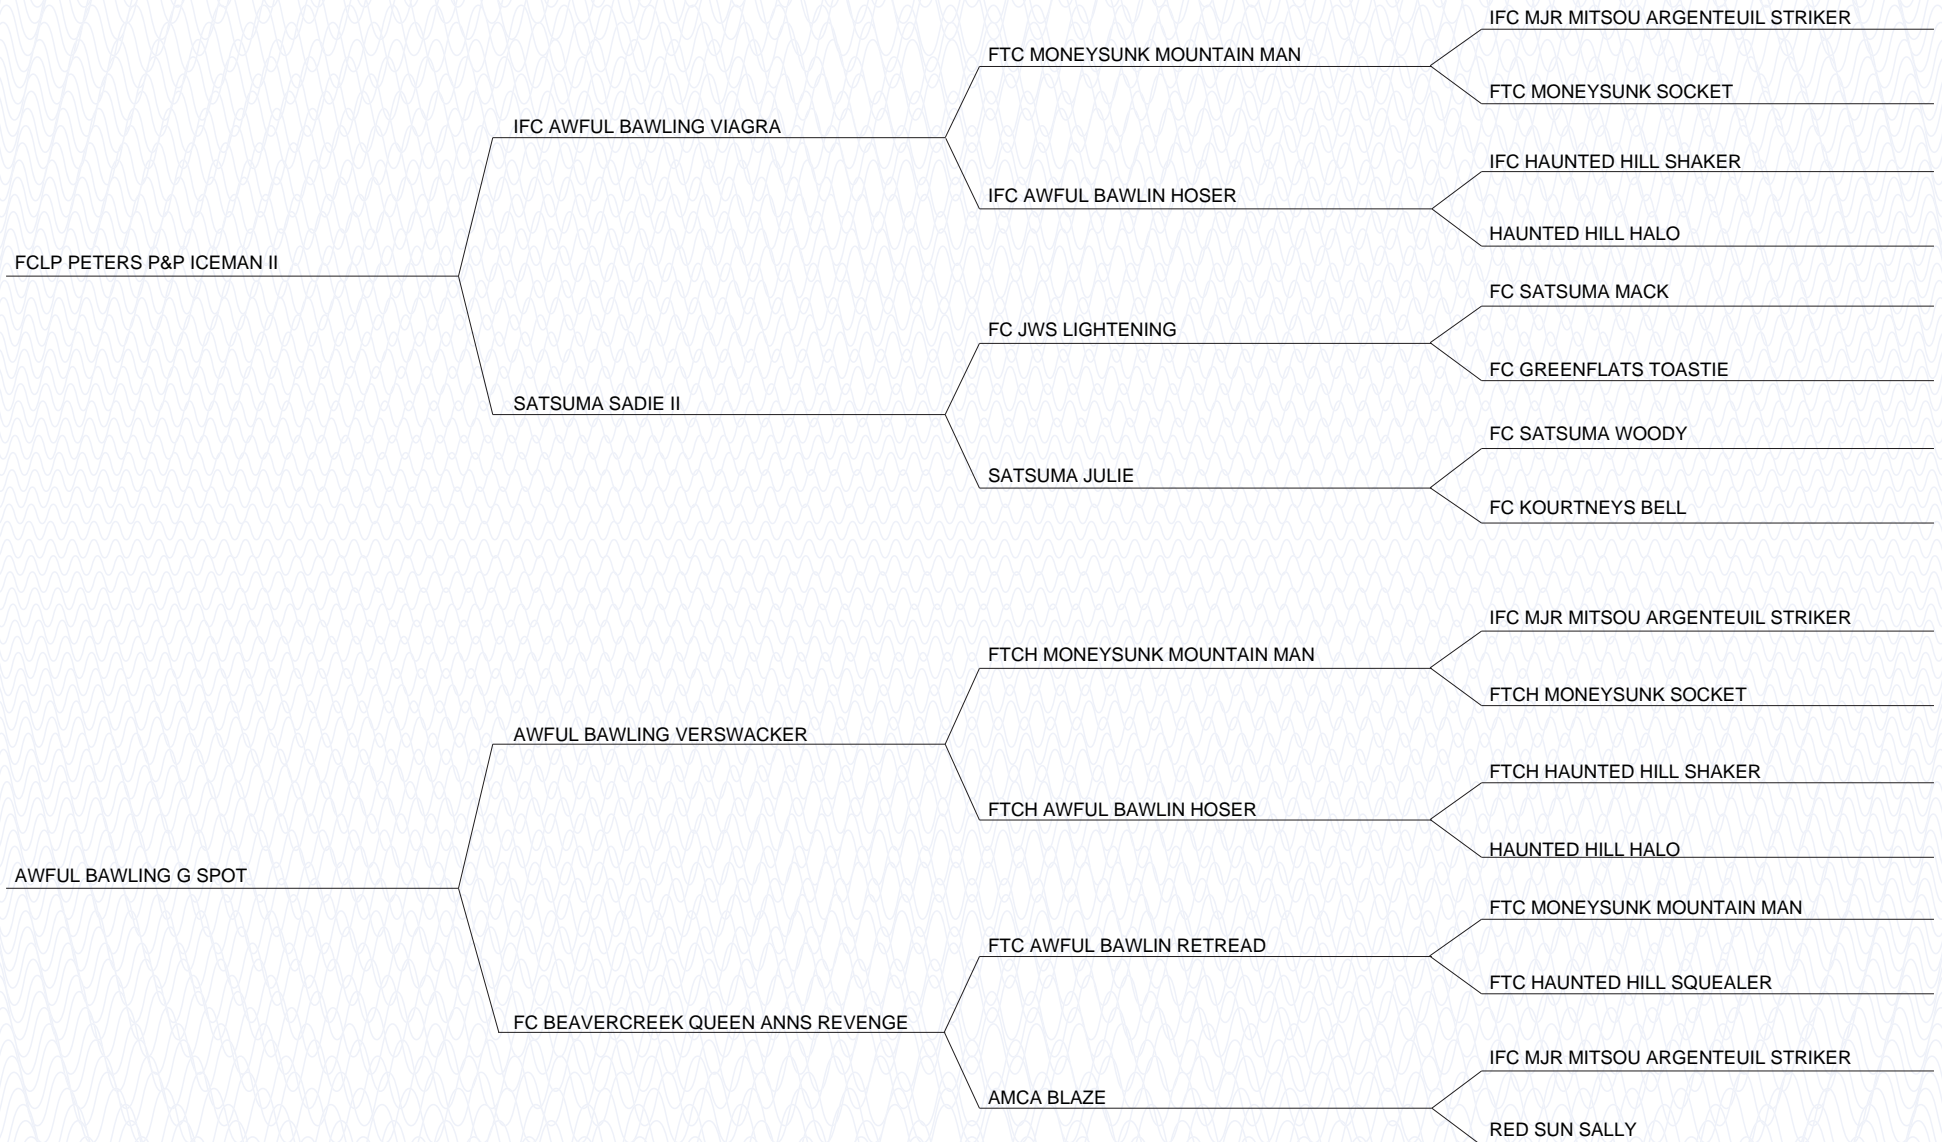 IFC MJR MITSOU ARGENTEUIL STRIKER
FTC MONEYSUNK MOUNTAIN MAN
FTC MONEYSUNK SOCKET
IFC AWFUL BAWLING VIAGRA
IFC HAUNTED HILL SHAKER
IFC AWFUL BAWLIN HOSER
HAUNTED HILL HALO
FCLP PETERS P&P ICEMAN II
FC SATSUMA MACK
FC JWS LIGHTENING
FC GREENFLATS TOASTIE
SATSUMA SADIE II
FC SATSUMA WOODY
SATSUMA JULIE
FC KOURTNEYS BELL
IFC MJR MITSOU ARGENTEUIL STRIKER
FTCH MONEYSUNK MOUNTAIN MAN
FTCH MONEYSUNK SOCKET
AWFUL BAWLING VERSWACKER
FTCH HAUNTED HILL SHAKER
FTCH AWFUL BAWLIN HOSER
HAUNTED HILL HALO
AWFUL BAWLING G SPOT
FTC MONEYSUNK MOUNTAIN MAN
FTC AWFUL BAWLIN RETREAD
FTC HAUNTED HILL SQUEALER
FC BEAVERCREEK QUEEN ANNS REVENGE
IFC MJR MITSOU ARGENTEUIL STRIKER
AMCA BLAZE
RED SUN SALLY